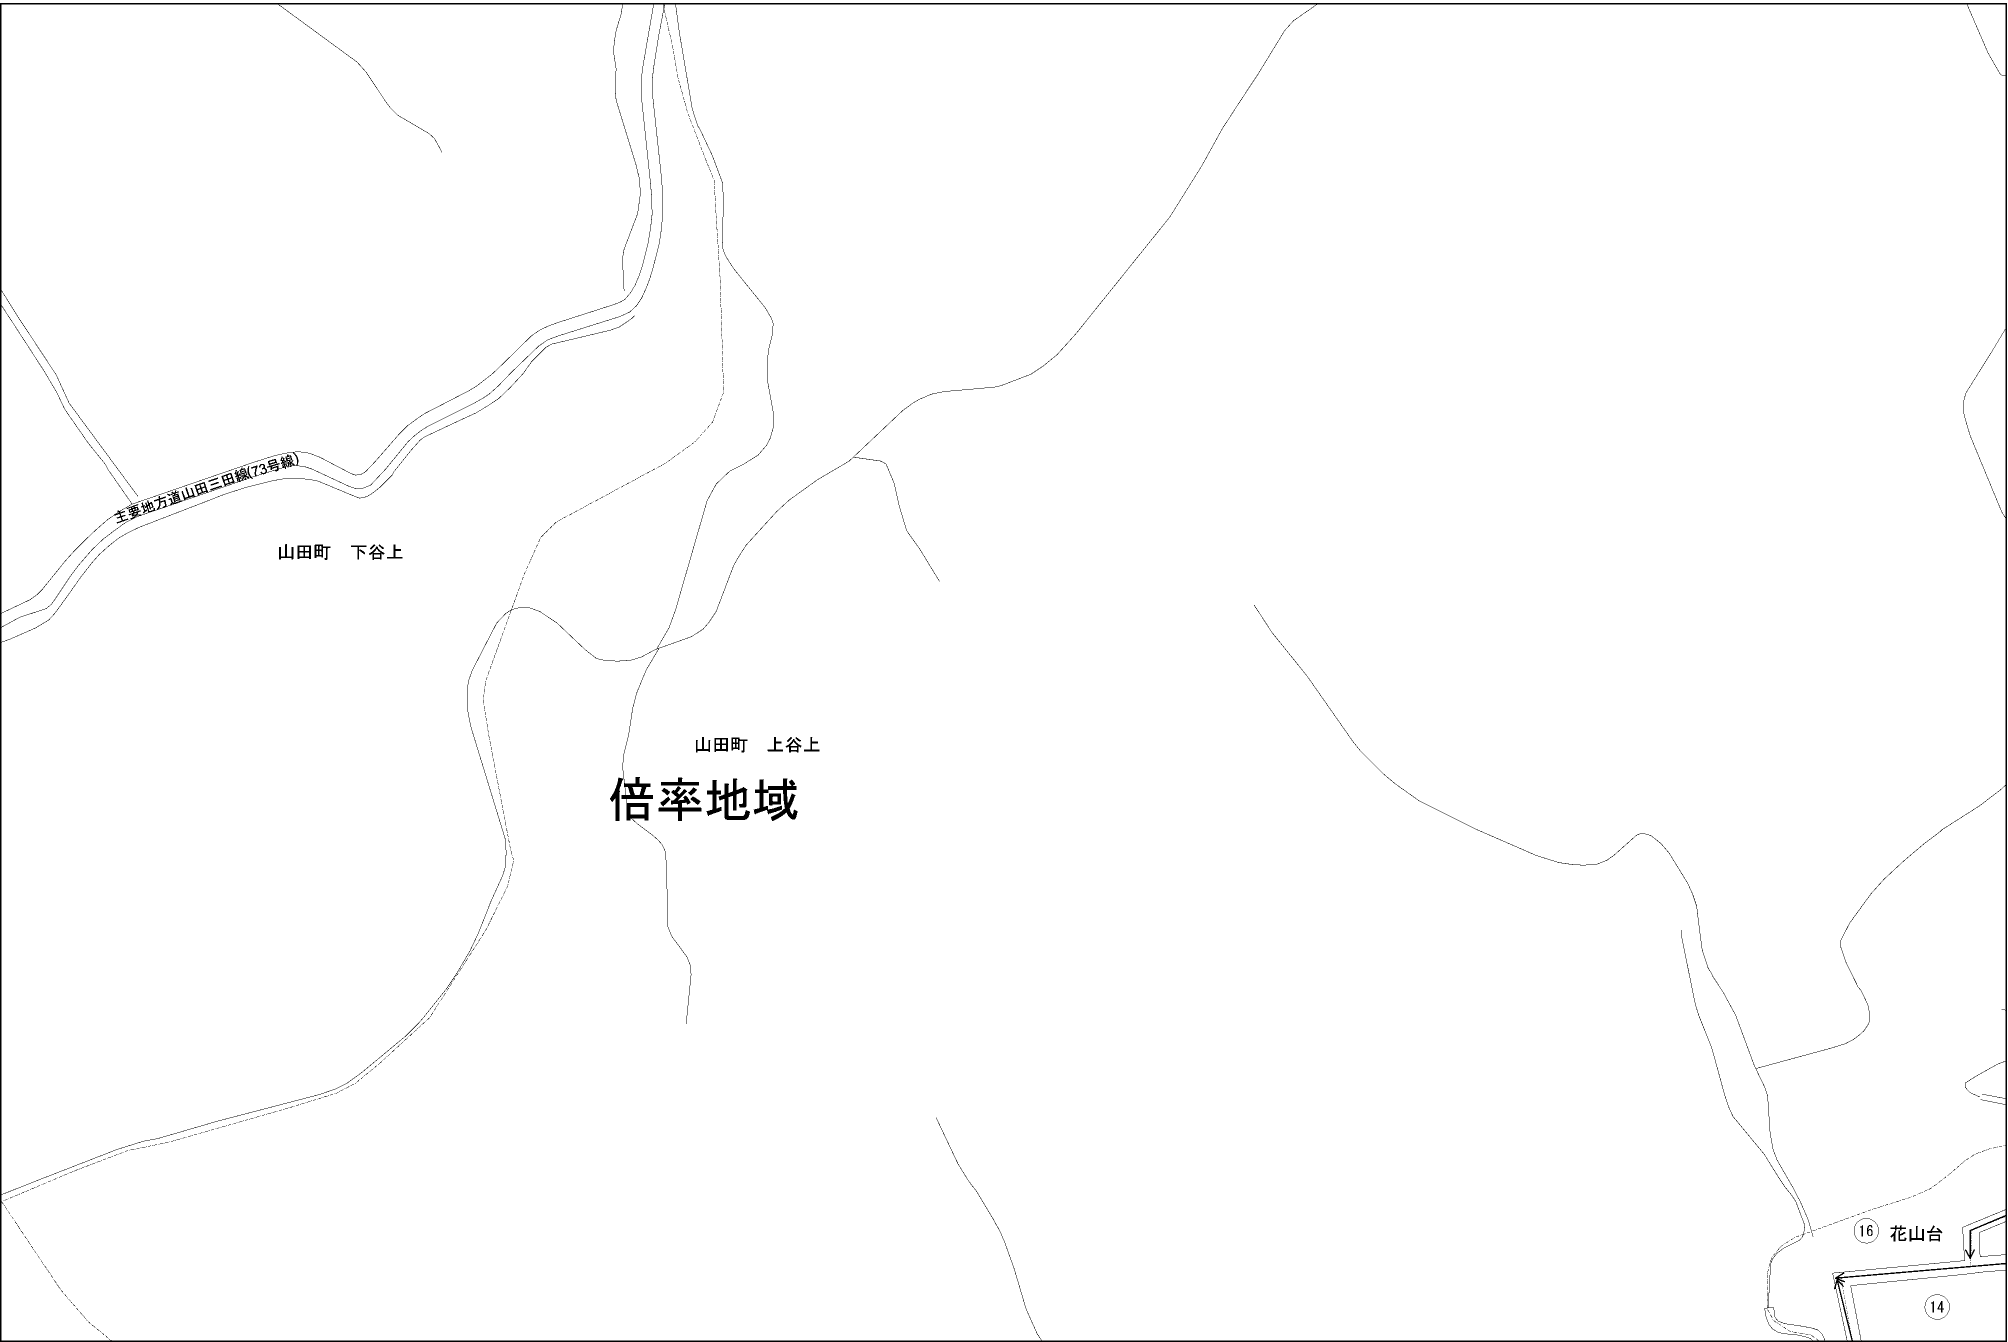 主要地方道山田三田線(73号線)
山田町　下谷上
山田町　上谷上
倍率地域
16 花山台
14